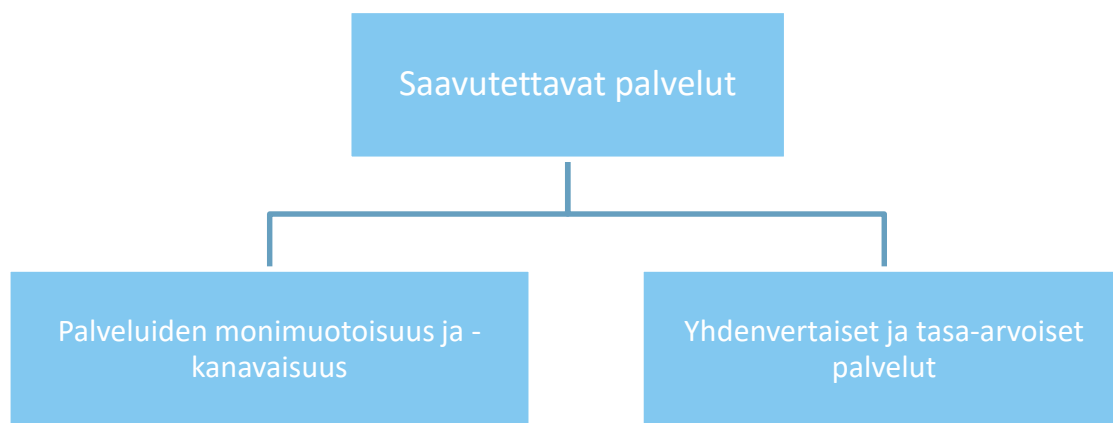 Saavutettavat palvelut
Palveluiden monimuotoisuus ja -
kanavaisuus
Yhdenvertaiset ja tasa-arvoiset
palvelut